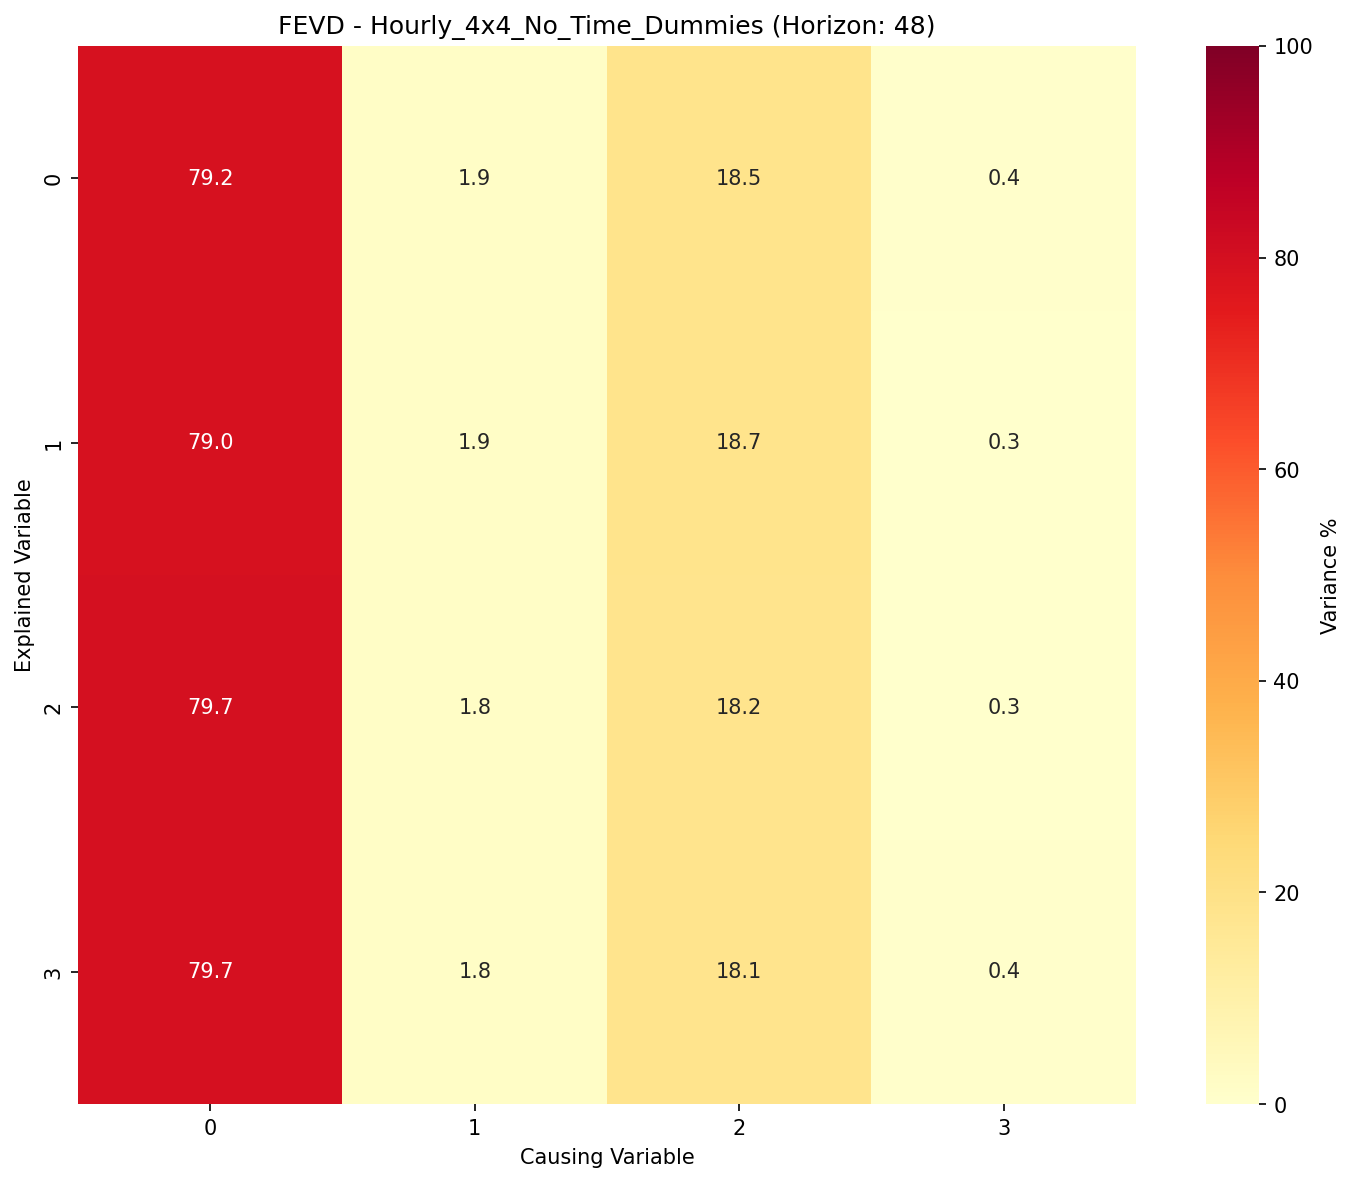 FEVD - Hourly_4x4_No_Time_Dummies (Horizon: 48)
Explained Variable
0
79.2 1.9 18.5 0.4
1
79.0 1.9 18.7 0.3
2
79.7 1.8 18.2 0.3
3
79.7 1.8 18.1 0.4
0 1 2 3
Causing Variable
100
80
60
40
20
0
Variance %